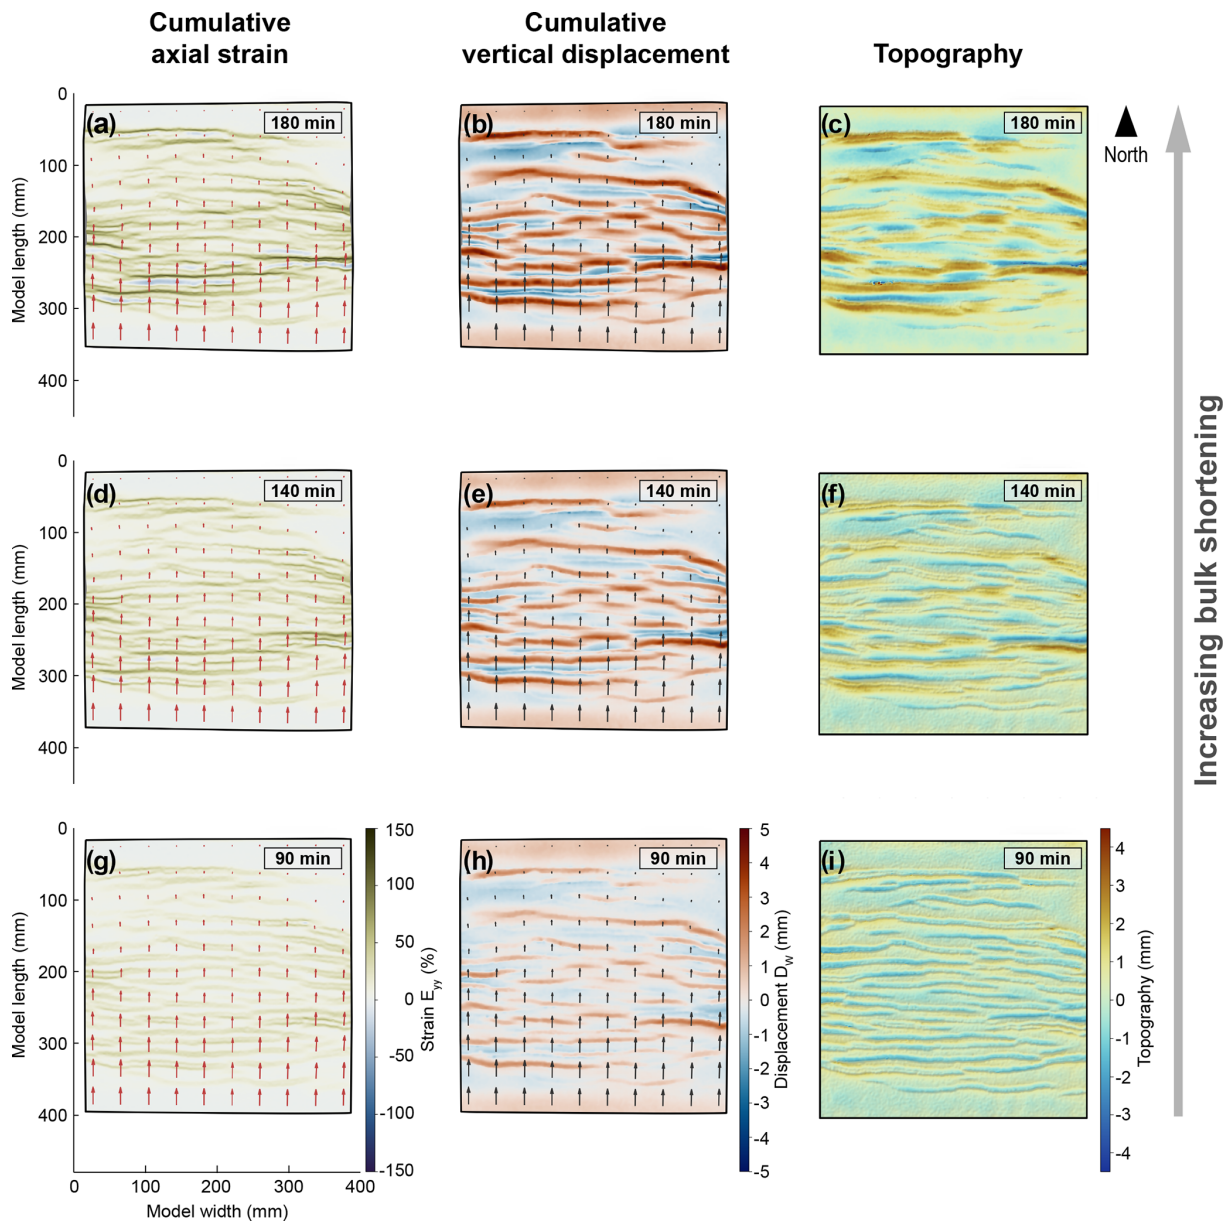 Cumulative
axial strain
Cumulative
vertical displacement
Topography
0
100
200
300
400
Model length (mm)
(a)
180 min
(b)
180 min
(c)
180 min
North
0
100
200
300
400
Model length (mm)
(d)
140 min
(e)
140 min
(f)
140 min
Increasing bulk shortening
0
100
200
300
400
Model length (mm)
(g)
90 min
150
100
50
0
-50
-100
-150
Strain Eyy (%)
(h)
90 min
5
4
3
2
1
0
-1
-2
-3
-4
-5
Displacement Dw (mm)
(i)
90 min
4
3
2
1
0
-1
-2
-3
-4
Topography (mm)
0
100
200
300
400
Model width (mm)